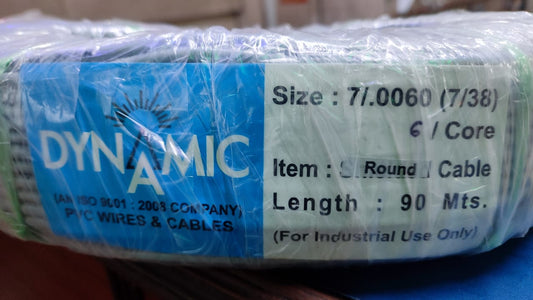 DYNAMIC
(AN ISO 9001 : 2008 COMPANY)
PVC WIRES & CABLES
Size : 7/.0060 (7/38)
6 / Core
Item : Round Cable
Length : 90 Mts.
(For Industrial Use Only)